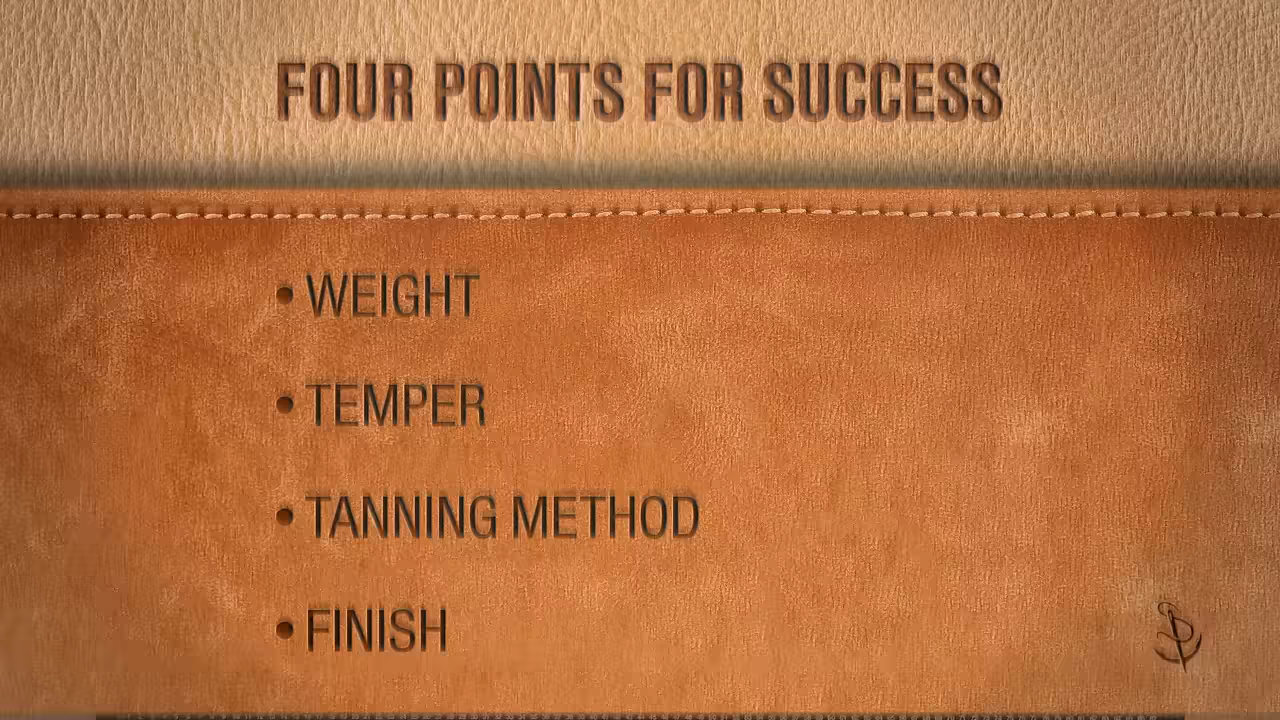 FOUR POINTS FOR SUCCESS
• WEIGHT
• TEMPER
• TANNING METHOD
• FINISH